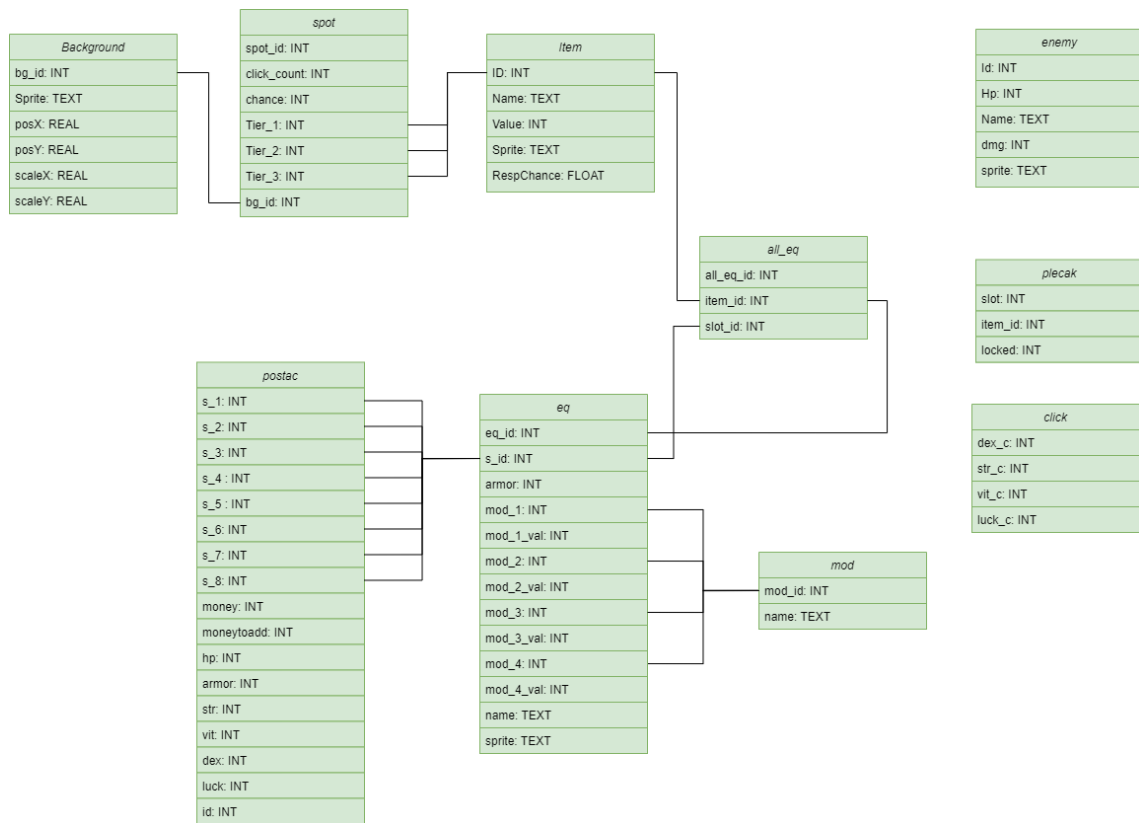 Background
bg_id: INT
Sprite: TEXT
posX: REAL
posY: REAL
scaleX: REAL
scaleY: REAL
spot
spot_id: INT
click_count: INT
chance: INT
Tier_1: INT
Tier_2: INT
Tier_3: INT
bg_id: INT
Item
ID: INT
Name: TEXT
Value: INT
Sprite: TEXT
RespChance: FLOAT
enemy
Id: INT
Hp: INT
Name: TEXT
dmg: INT
sprite: TEXT
all_eq
all_eq_id: INT
item_id: INT
slot_id: INT
plecak
slot: INT
item_id: INT
locked: INT
postac
s_1: INT
s_2: INT
s_3: INT
s_4 : INT
s_5 : INT
s_6: INT
s_7: INT
s_8: INT
money: INT
moneytoadd: INT
hp: INT
armor: INT
str: INT
vit: INT
dex: INT
luck: INT
id: INT
eq
eq_id: INT
s_id: INT
armor: INT
mod_1: INT
mod_1_val: INT
mod_2: INT
mod_2_val: INT
mod_3: INT
mod_3_val: INT
mod_4: INT
mod_4_val: INT
name: TEXT
sprite: TEXT
click
dex_c: INT
str_c: INT
vit_c: INT
luck_c: INT
mod
mod_id: INT
name: TEXT